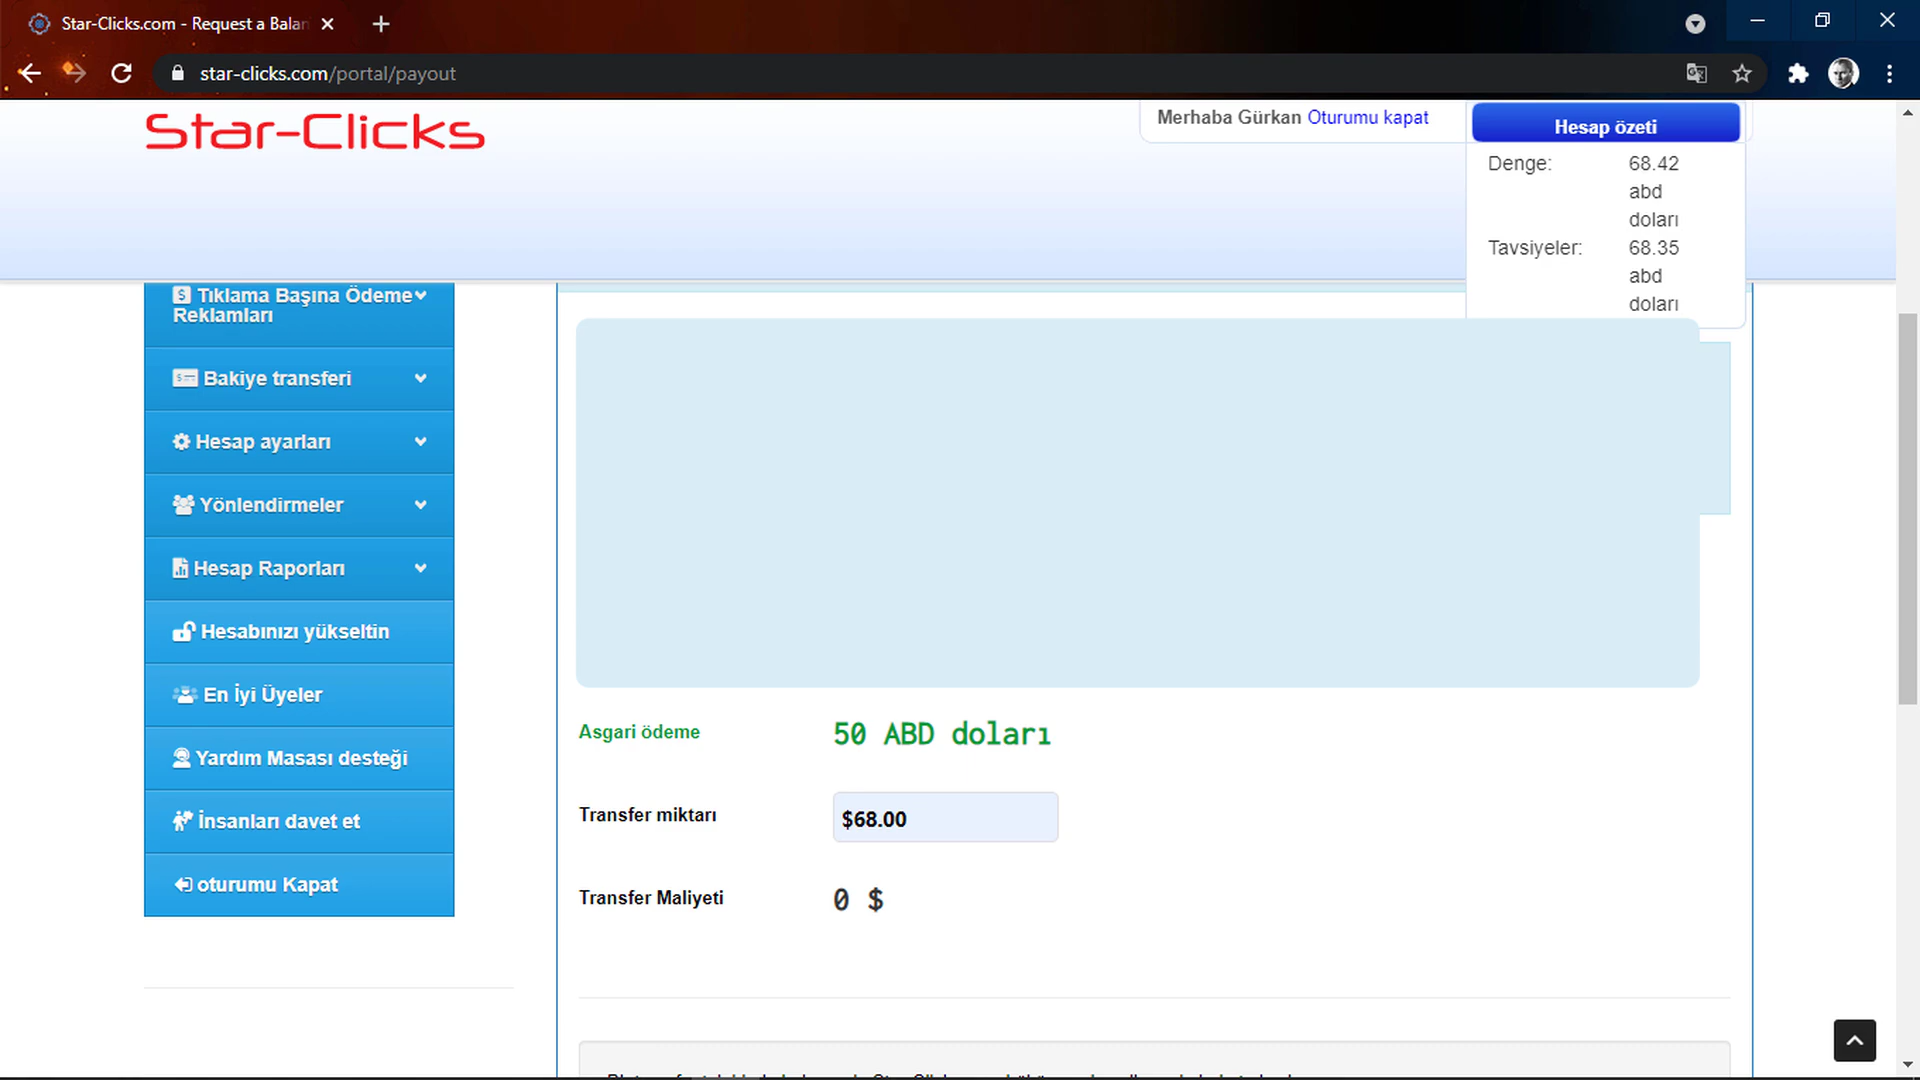 Star-Clicks.com - Request a Balan
star-clicks.com/portal/payout
Star-Clicks
Merhaba Gürkan Oturumu kapat
Hesap özeti
Denge: 68.42
abd
doları
Tavsiyeler: 68.35
abd
doları
Tıklama Başına Ödeme
Reklamları
Bakiye transferi
Hesap ayarları
Yönlendirmeler
Hesap Raporları
Hesabınızı yükseltin
En İyi Üyeler
Yardım Masası desteği
İnsanları davet et
oturumu Kapat
Asgari ödeme 50 ABD doları
Transfer miktarı $68.00
Transfer Maliyeti 0 $